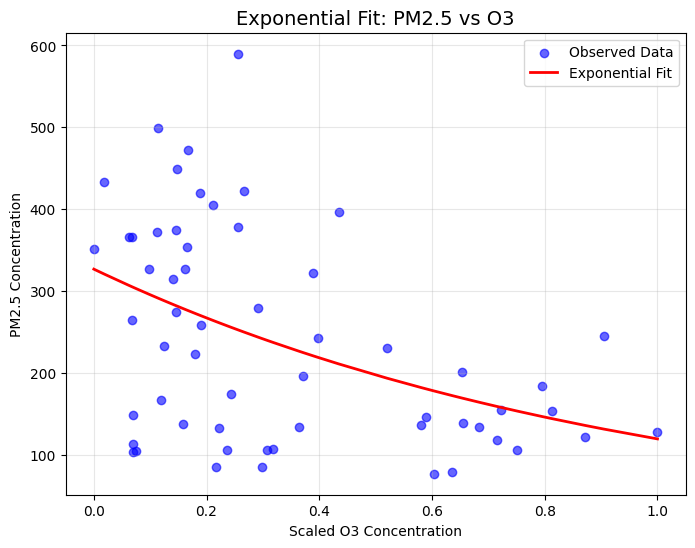 Exponential Fit: PM2.5 vs O3
Observed Data
Exponential Fit
PM2.5 Concentration
600
500
400
300
200
100
0.0 0.2 0.4 0.6 0.8 1.0
Scaled O3 Concentration